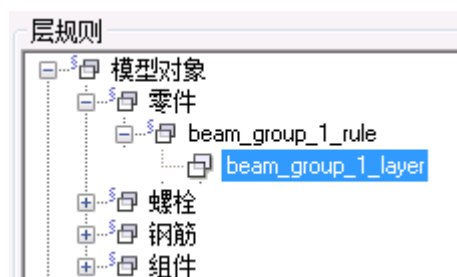 层规则
模型对象
零件
beam_group_1_rule
beam_group_1_layer
螺栓
钢筋
组件